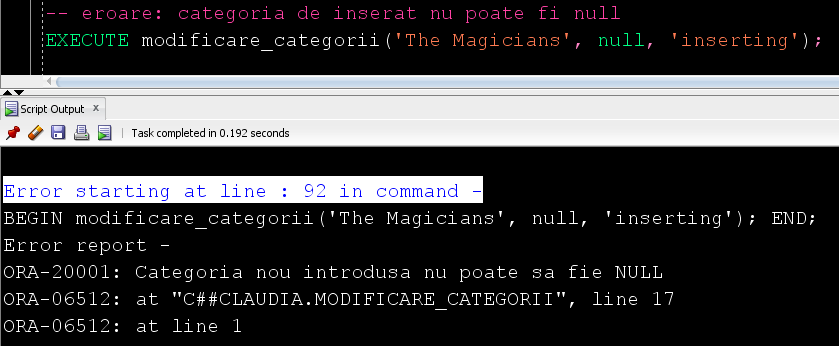 -- eroare: categoria de inserat nu poate fi null
EXECUTE modificare_categorii('The Magicians', null, 'inserting');
Script Output x
Task completed in 0.192 seconds
Error starting at line : 92 in command -
BEGIN modificare_categorii('The Magicians', null, 'inserting'); END;
Error report -
ORA-20001: Categoria nou introdusa nu poate sa fie NULL
ORA-06512: at "C##CLAUDIA.MODIFICARE_CATEGORII", line 17
ORA-06512: at line 1